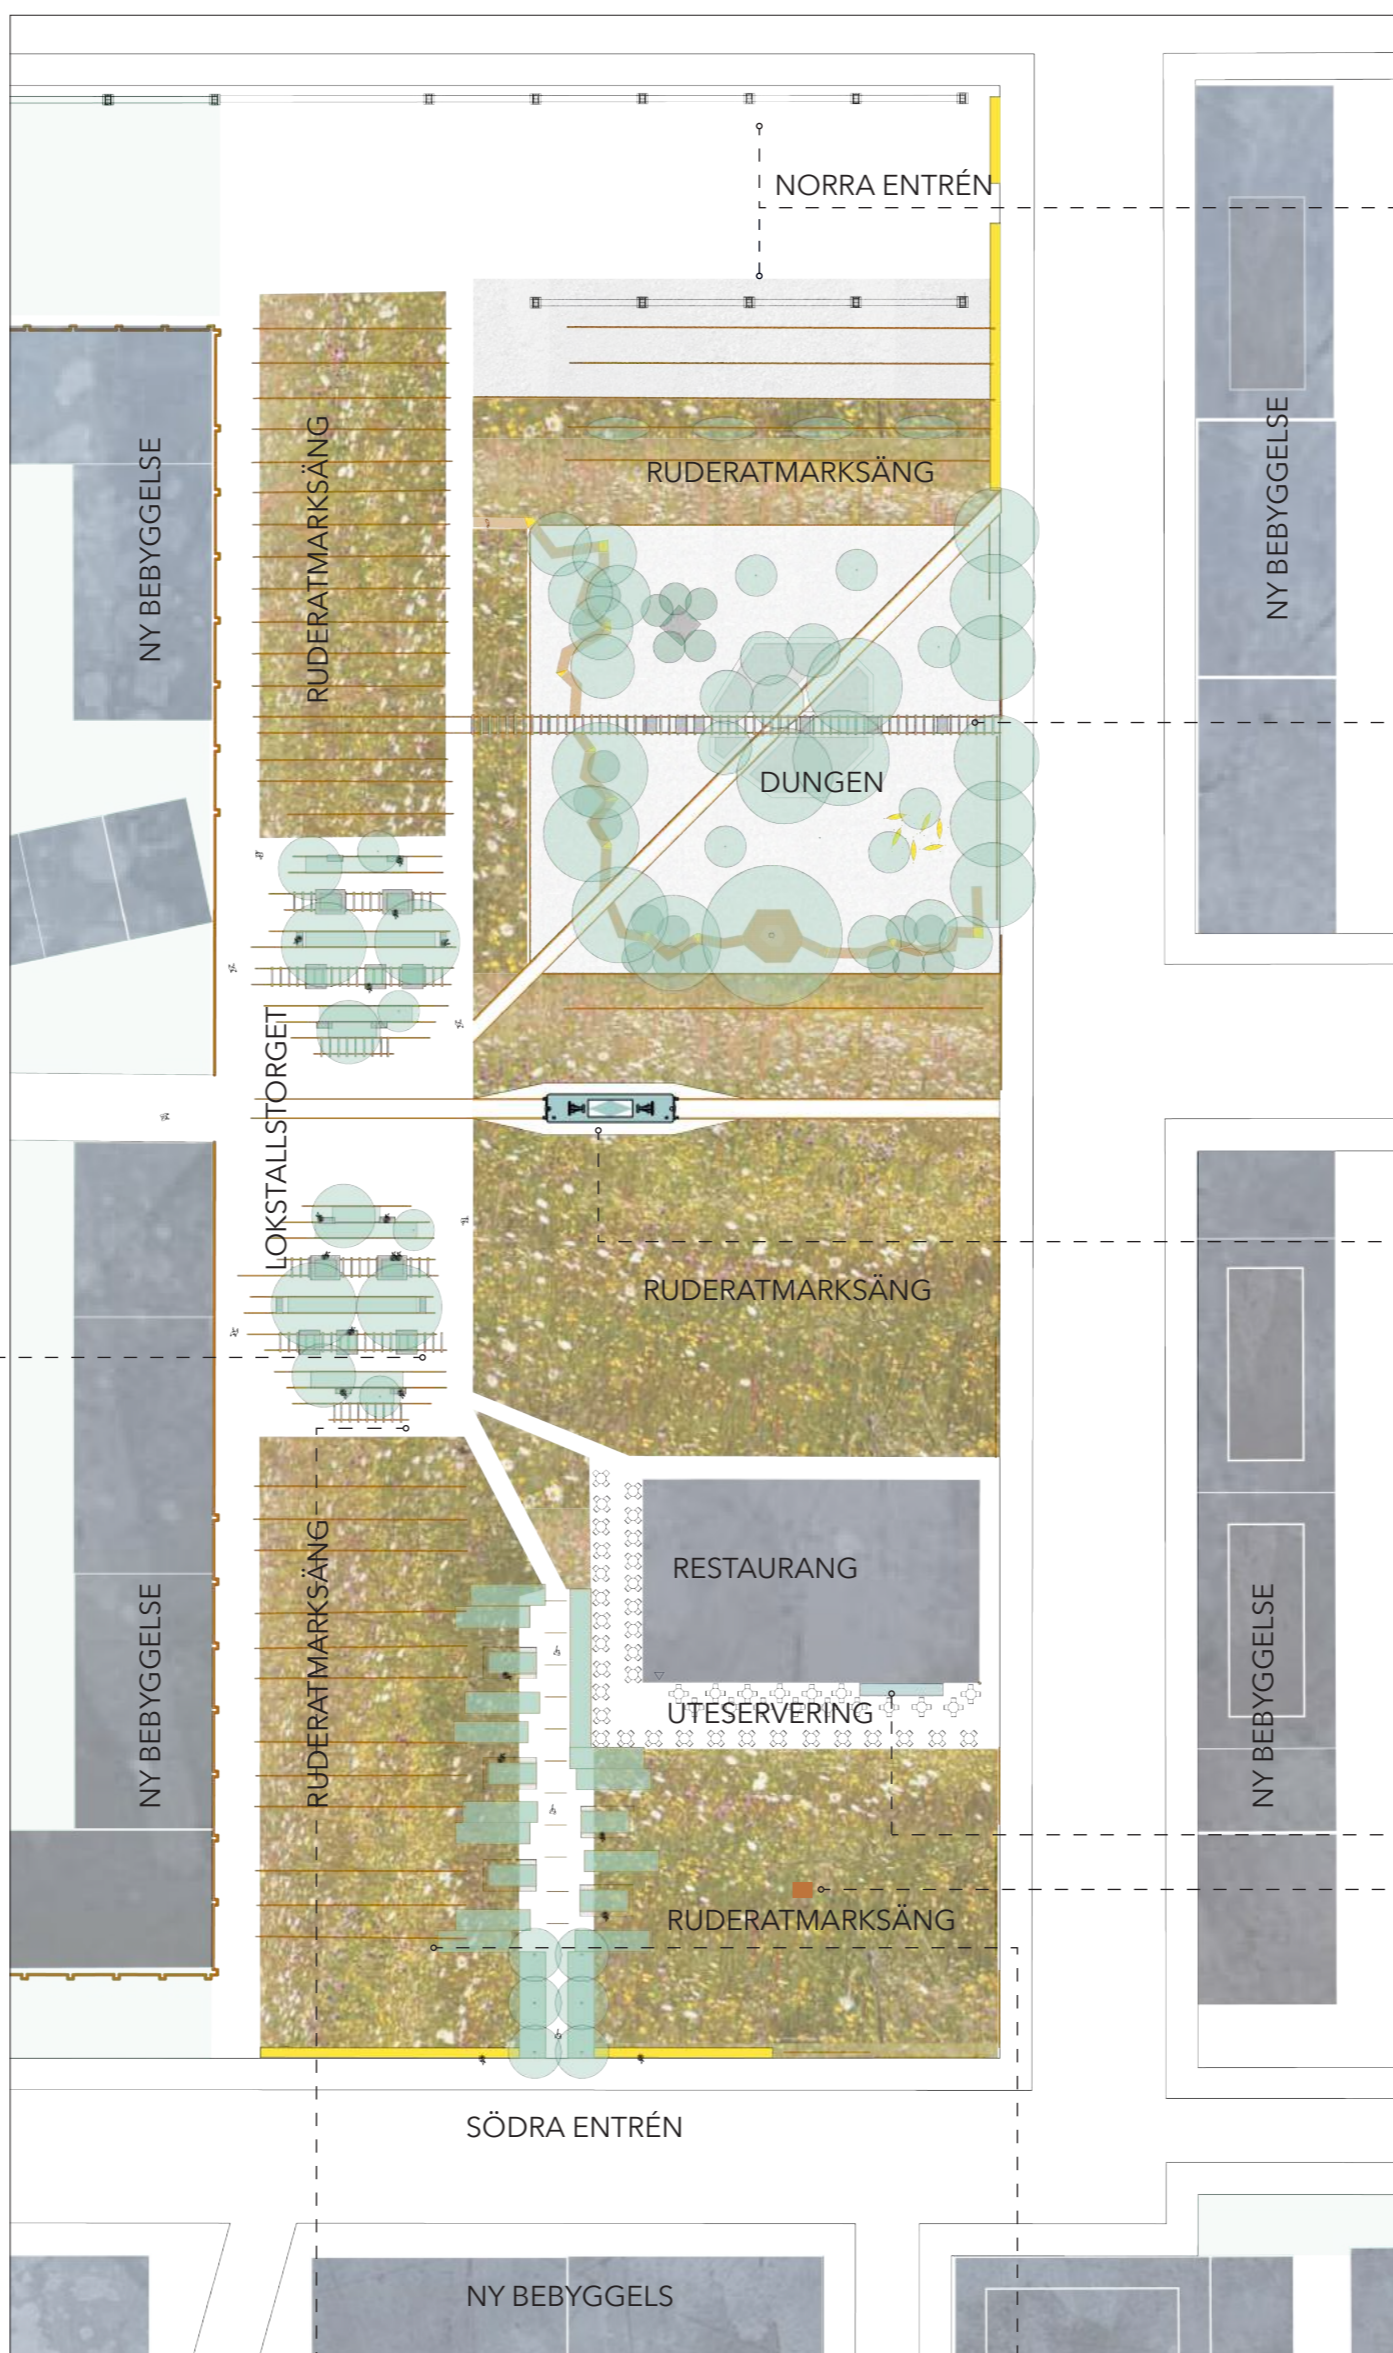 NORRA ENTRÉN
NY BEBYGGELSE
RUDERATMARKSÄNG
RUDERATMARKSÄNG
NY BEBYGGELSE
DUNGEN
LOKSTALLSTORGET
RUDERATMARKSÄNG
RESTAURANG
NY BEBYGGELSE
RUDERATMARKSÄNG
UTESERVERING
NY BEBYGGELSE
RUDERATMARKSÄNG
SÖDRA ENTRÉN
NY BEBYGGELS